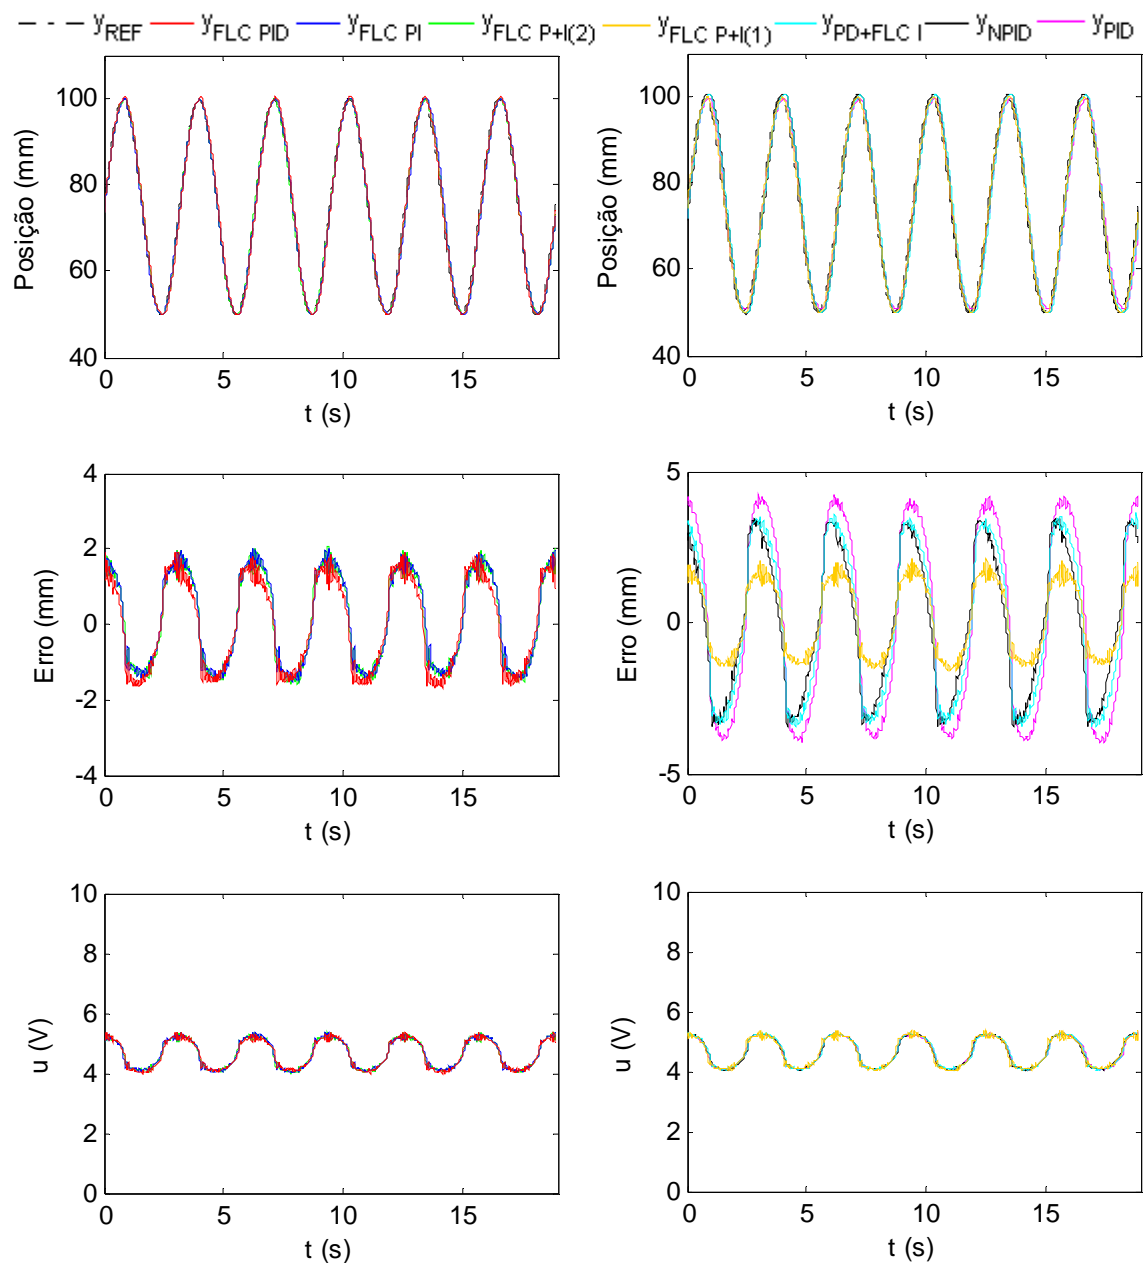 yREF yFLC PID yFLC PI yFLC P+I(2) yFLC P+I(1) yPD+FLC I yNPID yPID
100
80
60
40
Posição (mm)
0 5 10 15
t (s)
100
80
60
40
Posição (mm)
0 5 10 15
t (s)
4
2
0
-2
-4
Erro (mm)
0 5 10 15
t (s)
5
0
-5
Erro (mm)
0 5 10 15
t (s)
10
8
6
4
2
0
u (V)
0 5 10 15
t (s)
10
8
6
4
2
0
u (V)
0 5 10 15
t (s)